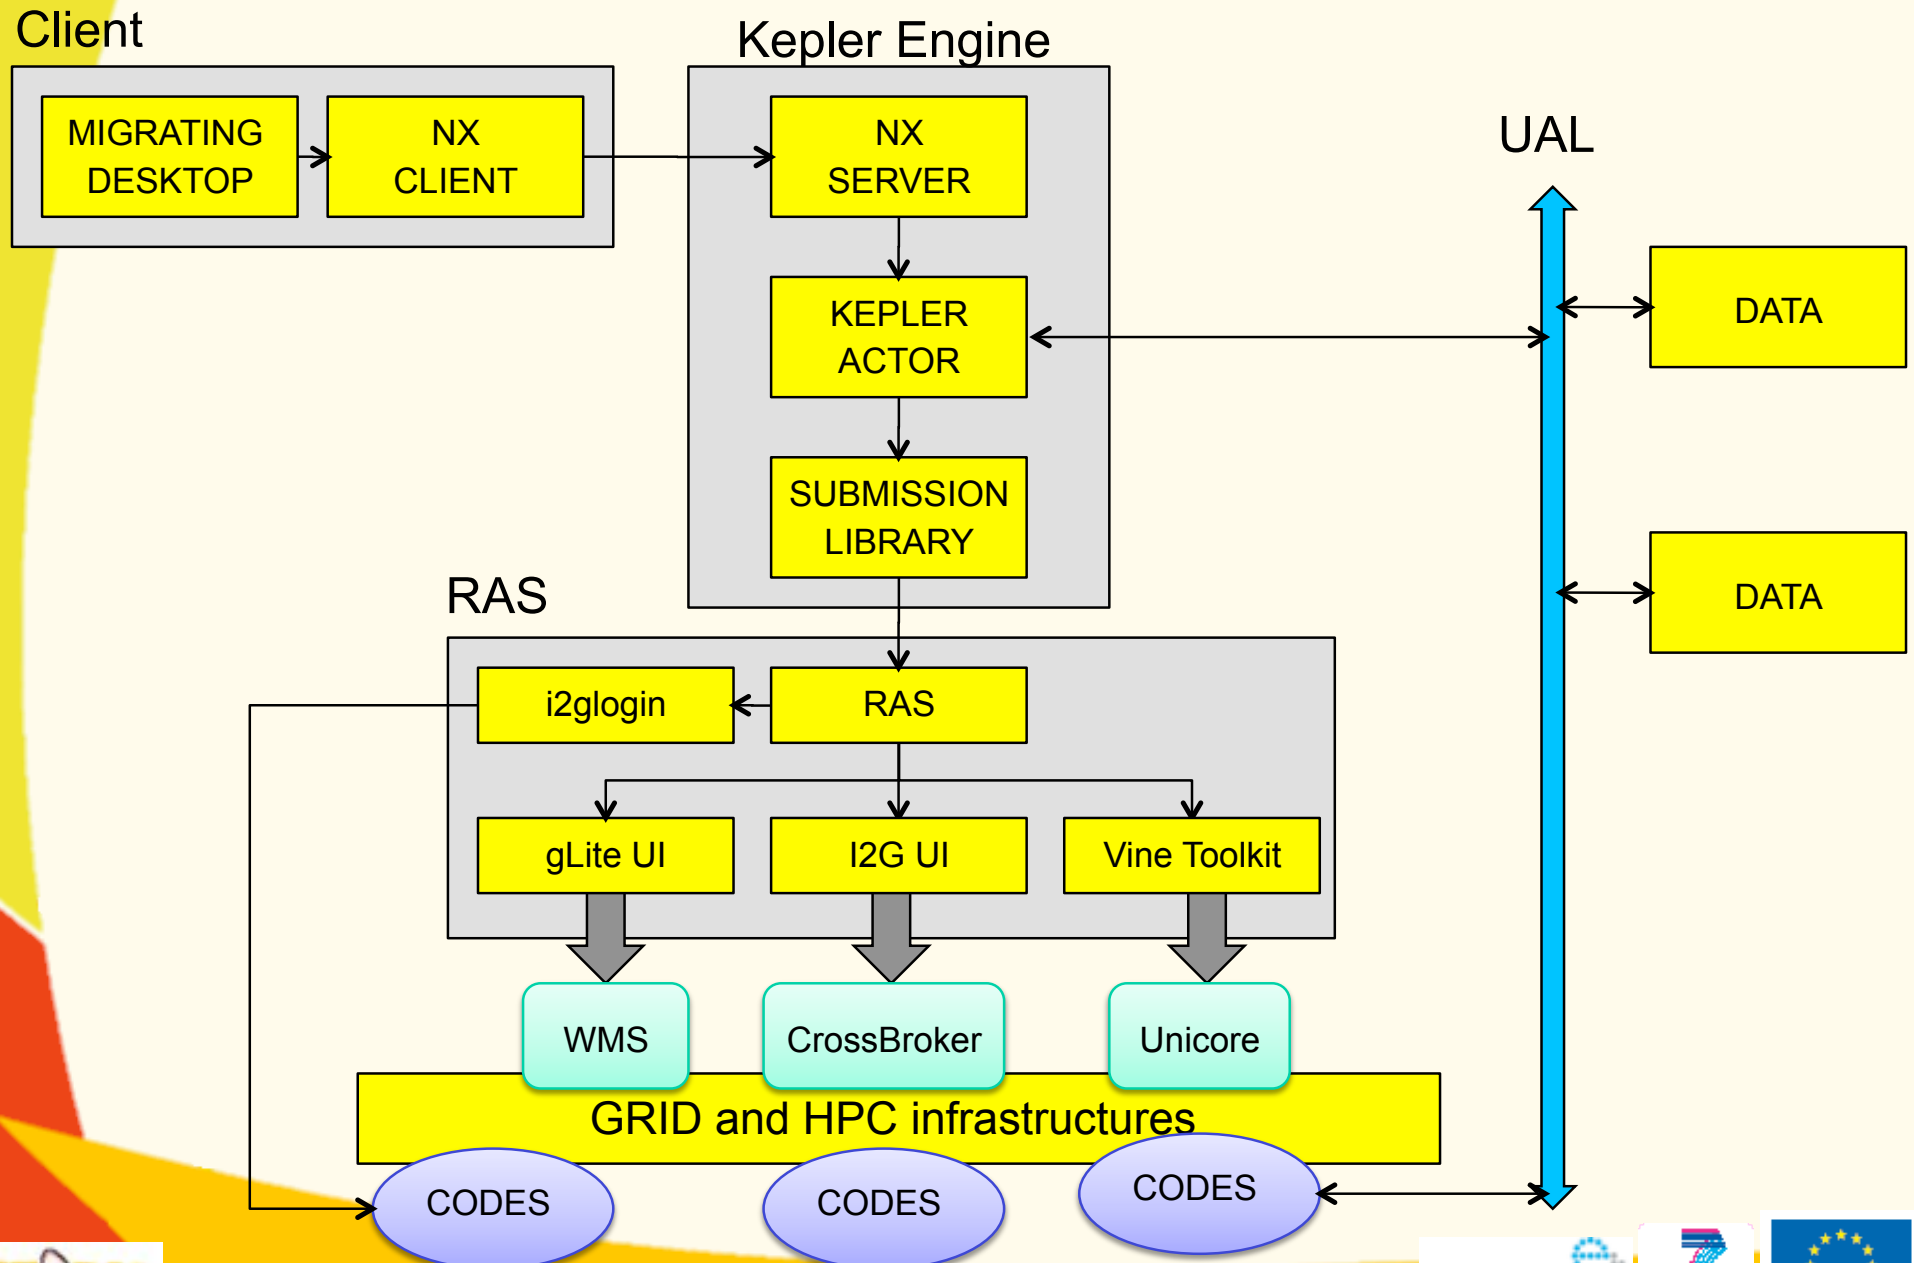 Client
Kepler Engine
MIGRATING
DESKTOP
NX
CLIENT
NX
SERVER
UAL
KEPLER
ACTOR
DATA
SUBMISSION
LIBRARY
DATA
RAS
i2glogin
RAS
gLite UI
I2G UI
Vine Toolkit
WMS
CrossBroker
Unicore
GRID and HPC infrastructures
CODES
CODES
CODES